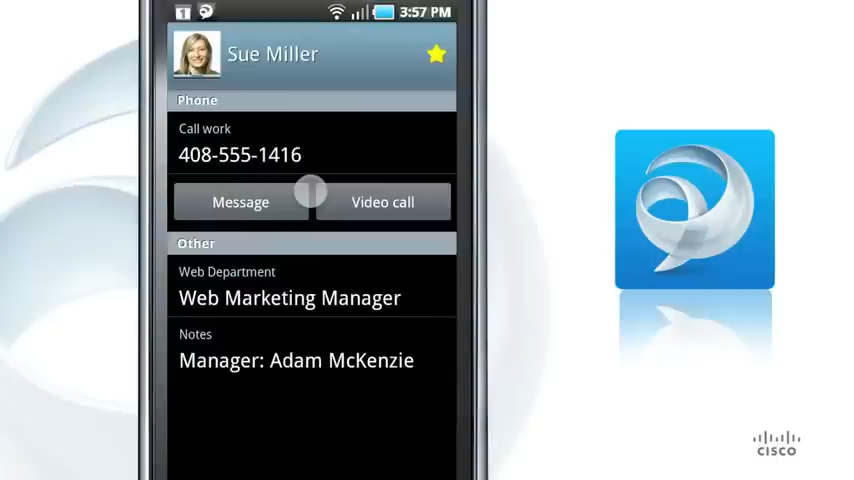 1
3:57 PM
Sue Miller
Phone
Call work
408-555-1416
Message
Video call
Other
Web Department
Web Marketing Manager
Notes
Manager: Adam McKenzie
CISCO